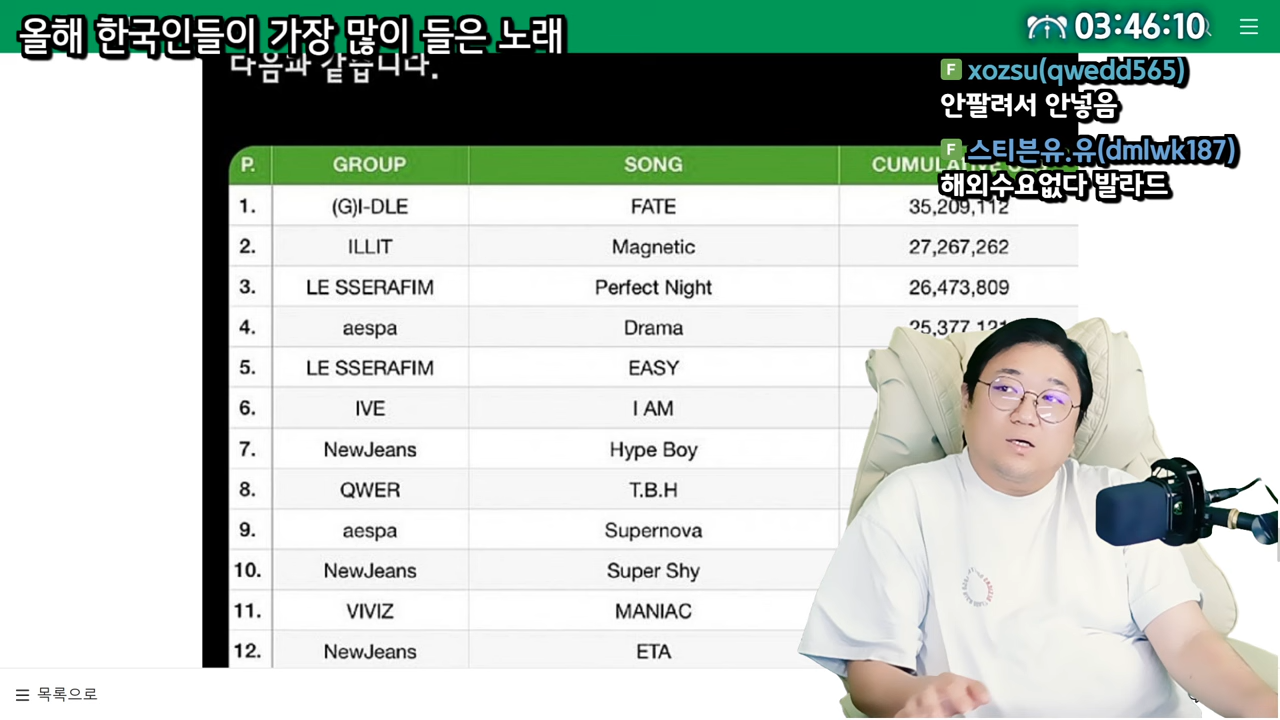 올해 한국인들이 가장 많이 들은 노래
03:46:10
다음과 같습니다.
F xozsu(qwedd565)
안팔려서 안넣음
F 스티븐유.유(dmlwk187)
해외수요없다 발라드
P. GROUP SONG
1. (G)I-DLE FATE 35,209,112
2. ILLIT Magnetic 27,267,262
3. LE SSERAFIM Perfect Night 26,473,809
4. aespa Drama 25,377,121
5. LE SSERAFIM EASY
6. IVE I AM
7. NewJeans Hype Boy
8. QWER T.B.H
9. aespa Supernova
10. NewJeans Super Shy
11. VIVIZ MANIAC
12. NewJeans ETA
목록으로